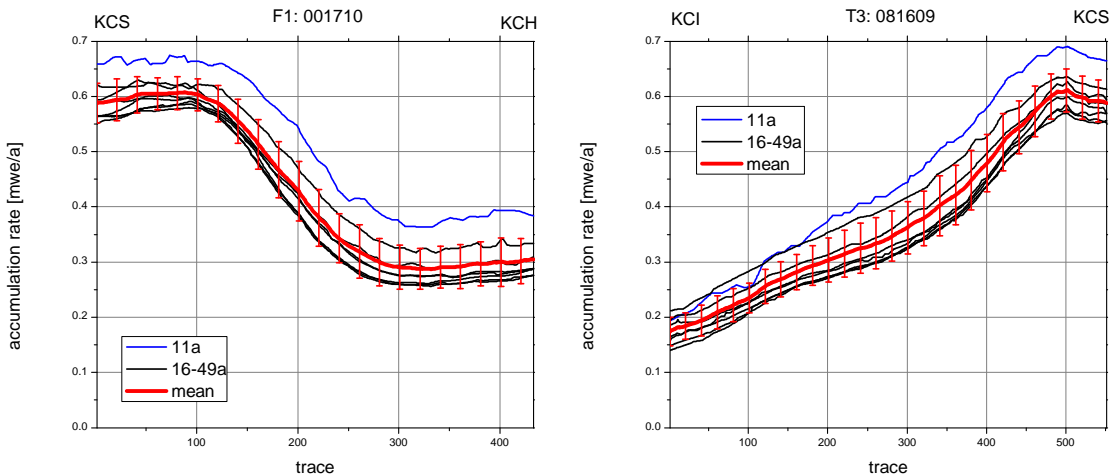 KCS F1: 001710 KCH
0.7
0.6
0.5
0.4
0.3
0.2
0.1
0.0
accumulation rate [mwe/a]
11a
16-49a
mean
100 200 300 400
trace
KCI T3: 081609 KCS
0.7
0.6
0.5
0.4
0.3
0.2
0.1
0.0
accumulation rate [mwe/a]
11a
16-49a
mean
100 200 300 400 500
trace